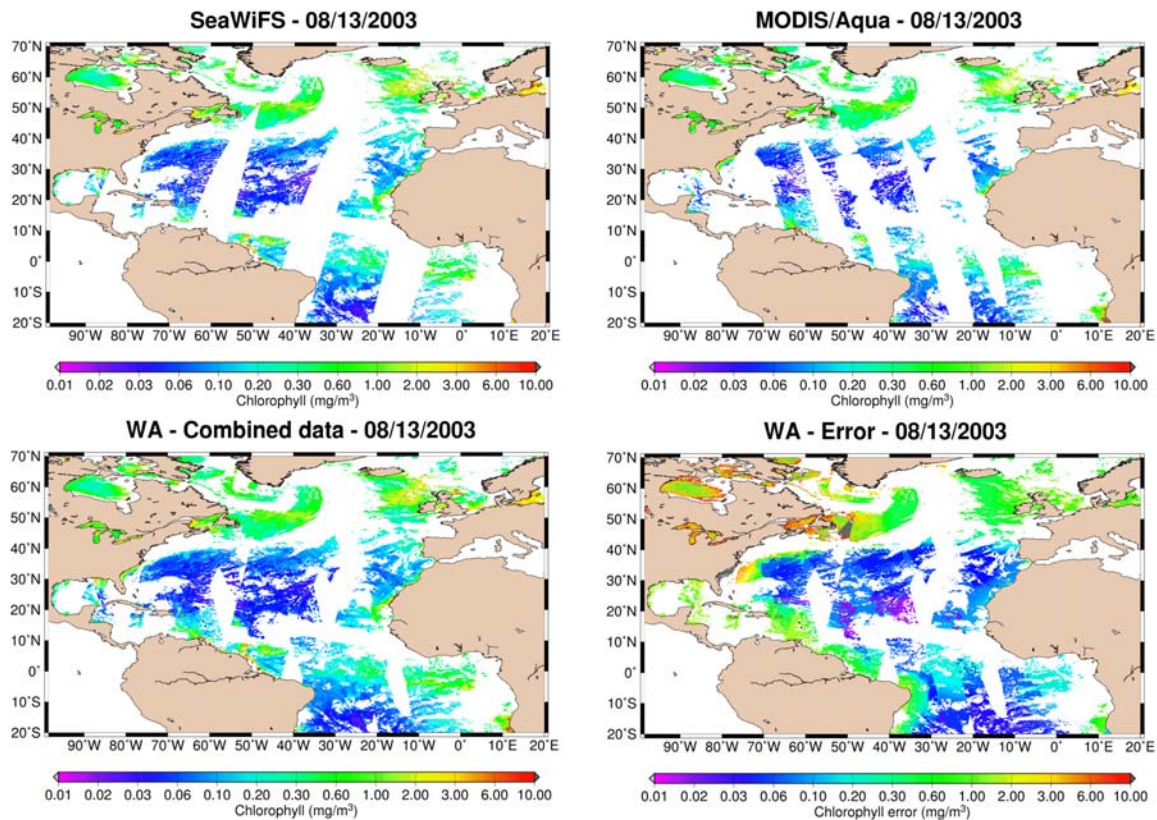 SeaWiFS - 08/13/2003
70˚N
60˚N
50˚N
40˚N
30˚N
20˚N
10˚N
0˚
10˚S
20˚S
90˚W 80˚W 70˚W 60˚W 50˚W 40˚W 30˚W 20˚W 10˚W 0˚ 10˚E 20˚E
0.01 0.02 0.03 0.06 0.10 0.20 0.30 0.60 1.00 2.00 3.00 6.00 10.00
Chlorophyll (mg/m³)
MODIS/Aqua - 08/13/2003
70˚N
60˚N
50˚N
40˚N
30˚N
20˚N
10˚N
0˚
10˚S
20˚S
90˚W 80˚W 70˚W 60˚W 50˚W 40˚W 30˚W 20˚W 10˚W 0˚ 10˚E 20˚E
0.01 0.02 0.03 0.06 0.10 0.20 0.30 0.60 1.00 2.00 3.00 6.00 10.00
Chlorophyll (mg/m³)
WA - Combined data - 08/13/2003
70˚N
60˚N
50˚N
40˚N
30˚N
20˚N
10˚N
0˚
10˚S
20˚S
90˚W 80˚W 70˚W 60˚W 50˚W 40˚W 30˚W 20˚W 10˚W 0˚ 10˚E 20˚E
0.01 0.02 0.03 0.06 0.10 0.20 0.30 0.60 1.00 2.00 3.00 6.00 10.00
Chlorophyll (mg/m³)
WA - Error - 08/13/2003
70˚N
60˚N
50˚N
40˚N
30˚N
20˚N
10˚N
0˚
10˚S
20˚S
90˚W 80˚W 70˚W 60˚W 50˚W 40˚W 30˚W 20˚W 10˚W 0˚ 10˚E 20˚E
0.01 0.02 0.03 0.06 0.10 0.20 0.30 0.60 1.00 2.00 3.00 6.00 10.00
Chlorophyll error (mg/m³)